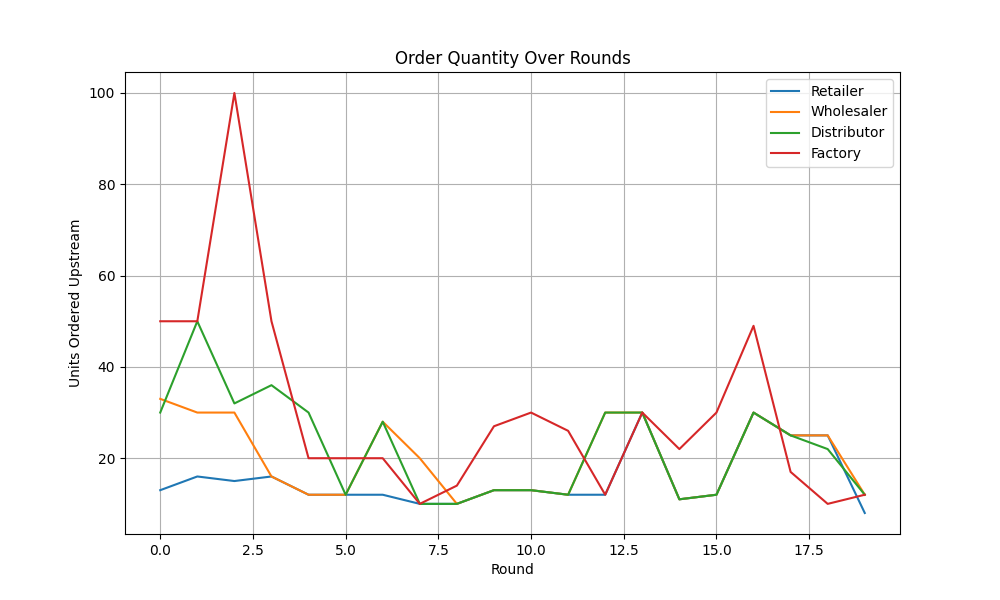 Order Quantity Over Rounds
Retailer
Wholesaler
Distributor
Factory
Units Ordered Upstream
100
80
60
40
20
0.0 2.5 5.0 7.5 10.0 12.5 15.0 17.5
Round